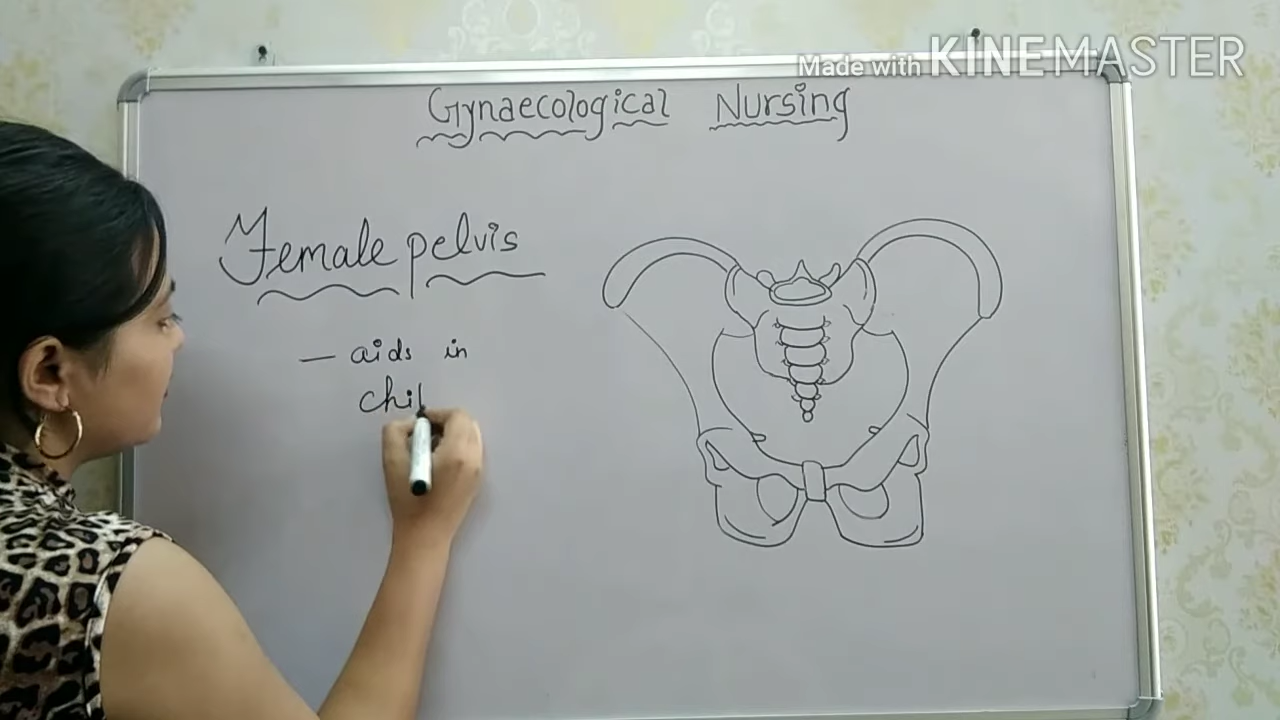 Made with KINEMASTER
Gynaecological Nursing
Female pelvis
— aids in
chil